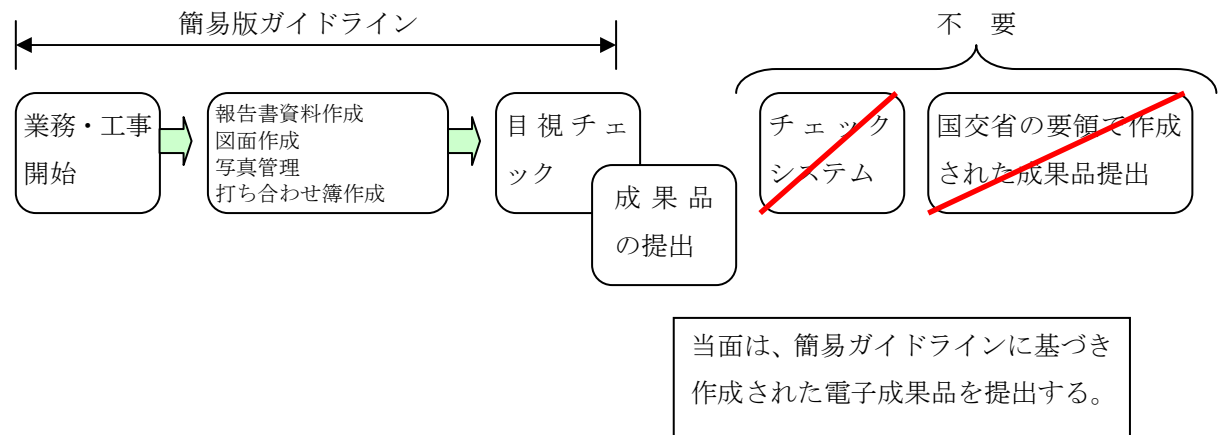 簡易版ガイドライン
不 要
業務・工事
開始
報告書資料作成
図面作成
写真管理
打ち合わせ簿作成
目視チェ
ック
成果品
の提出
チェック
システム
国交省の要領で作成
された成果品提出
当面は、簡易ガイドラインに基づき
作成された電子成果品を提出する。